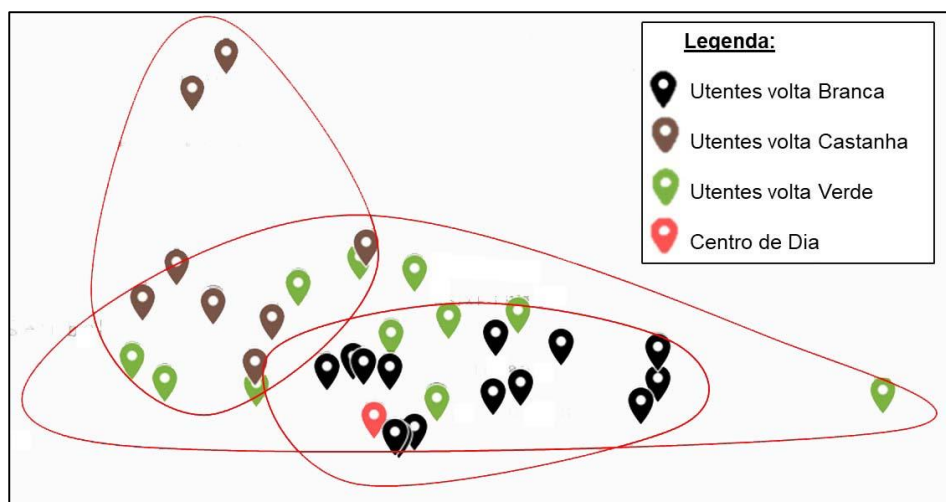 Legenda:
Utentes volta Branca
Utentes volta Castanha
Utentes volta Verde
Centro de Dia